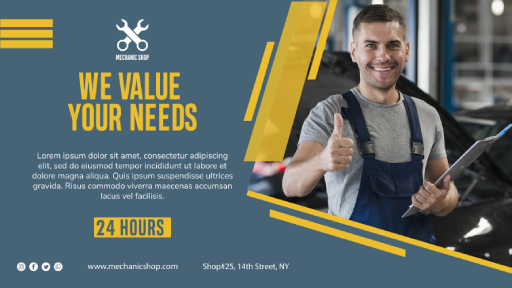 MECHANIC SHOP
WE VALUE
YOUR NEEDS
Lorem ipsum dolor sit amet, consectetur adipiscing
elit, sed do eiusmod tempor incididunt ut labore et dolore
magna aliqua. Quis ipsum suspendisse ultrices
gravida. Risus commodo viverra maecenas accumsan
lacus vel facilisis.
24 HOURS
www.mechanicshop.com
Shop#25, 14th Street, NY